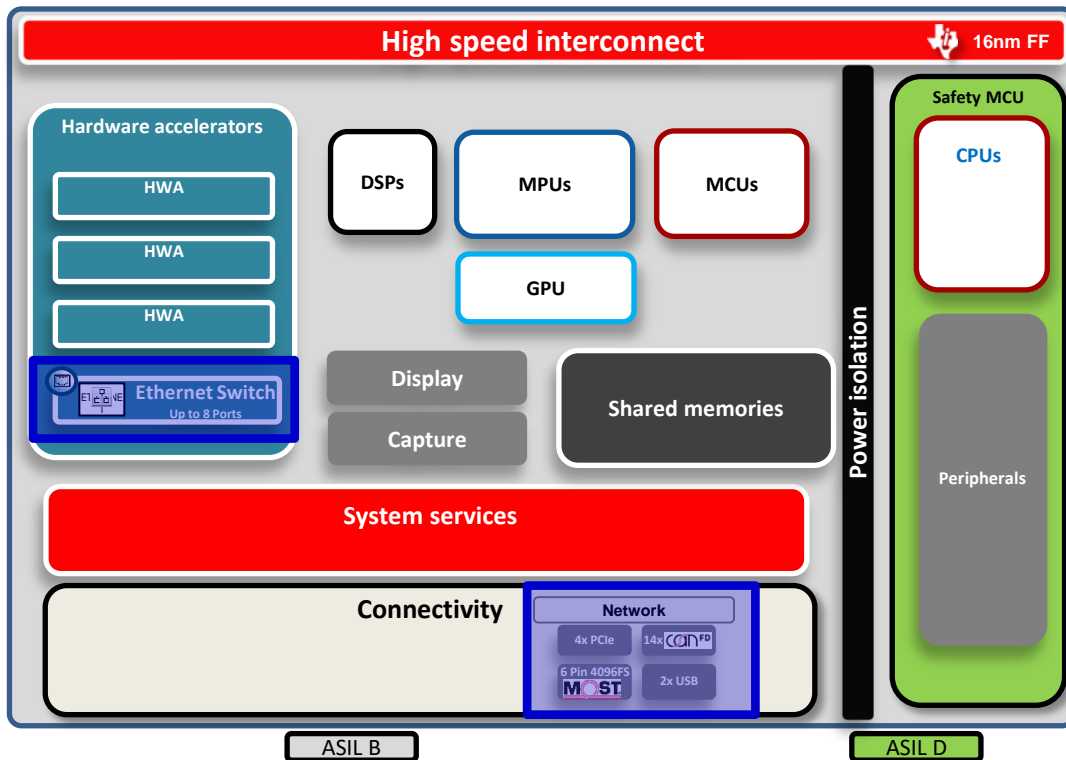 High speed interconnect
16nm FF
Hardware accelerators
HWA
HWA
HWA
Ethernet Switch
Up to 8 Ports
DSPs
MPUs
MCUs
GPU
Display
Capture
Shared memories
System services
Connectivity
Network
4x PCIe
14x CAN FD
6 Pin 4096FS
MOST
2x USB
Power isolation
Safety MCU
CPUs
Peripherals
ASIL B
ASIL D